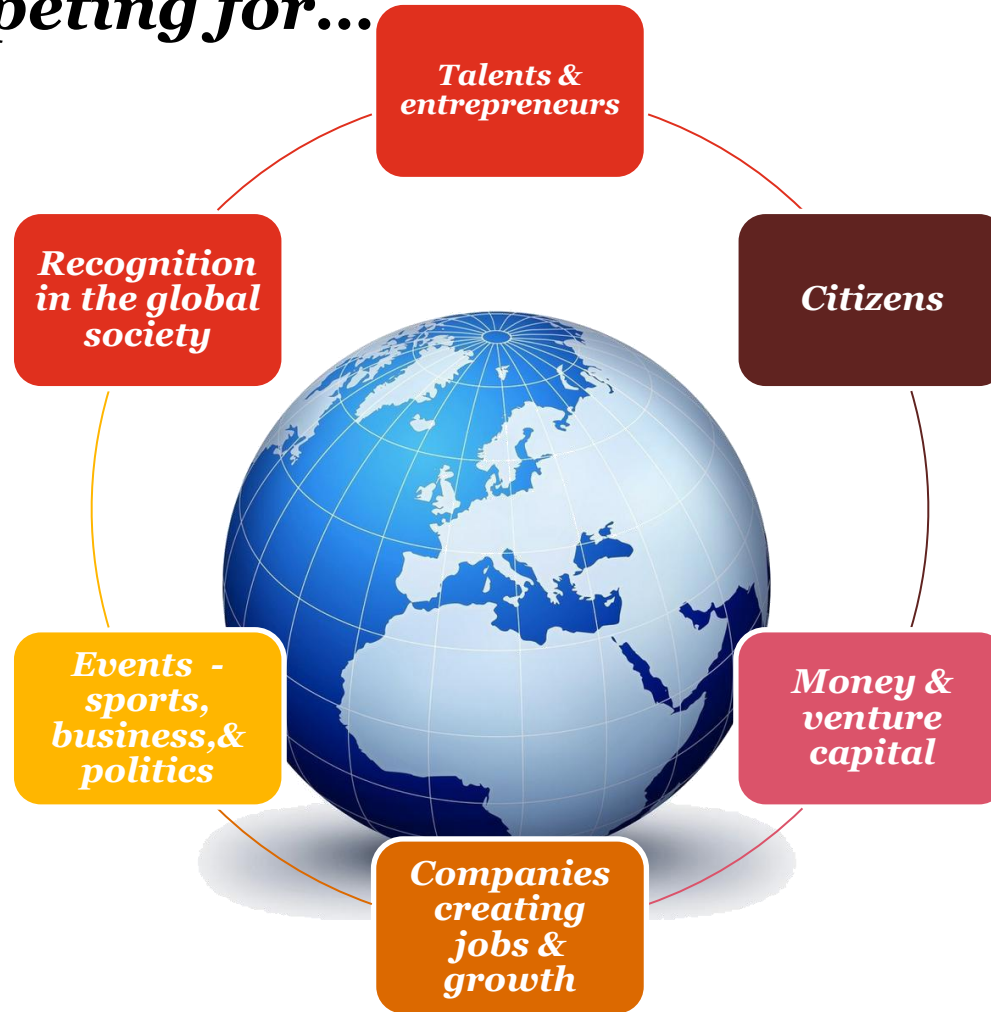 peting for...
Talents &
entrepreneurs
Citizens
Money &
venture
capital
Companies
creating
jobs &
growth
Events -
sports,
business,&
politics
Recognition
in the global
society